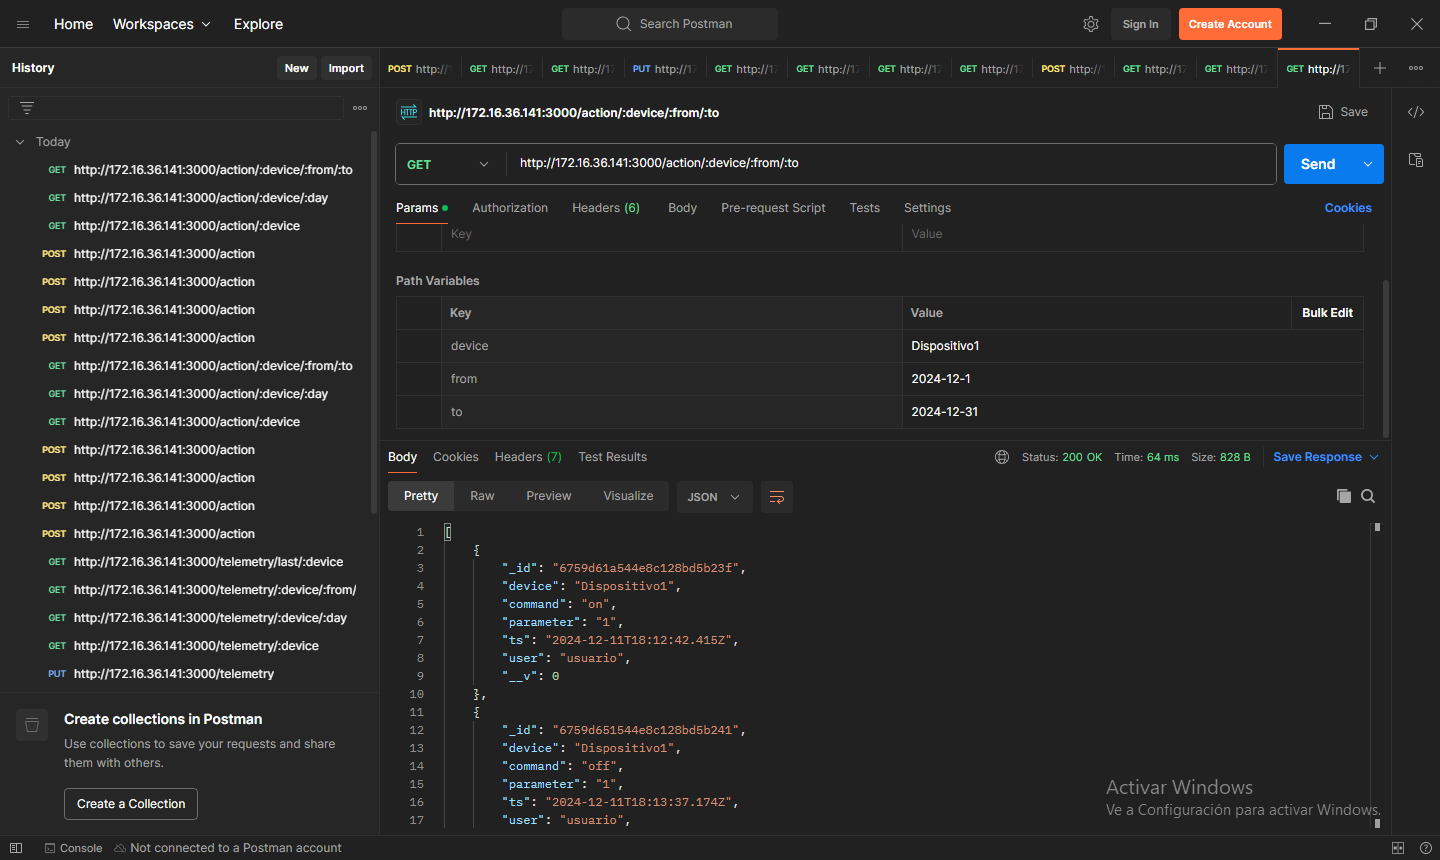 Home Workspaces Explore Search Postman Sign In Create Account
History New Import
POST http:// GET http://1 GET http://17 PUT http://17 GET http://17 GET http://17 GET http://17 GET http://17 POST http:// GET http://17 GET http://17 GET http://17
HTTP http://172.16.36.141:3000/action/:device/:from/:to Save
Today
GET http://172.16.36.141:3000/action/:device/:from/:to
GET http://172.16.36.141:3000/action/:device/:day
GET http://172.16.36.141:3000/action/:device
POST http://172.16.36.141:3000/action
POST http://172.16.36.141:3000/action
POST http://172.16.36.141:3000/action
POST http://172.16.36.141:3000/action
GET http://172.16.36.141:3000/action/:device/:from/:to
GET http://172.16.36.141:3000/action/:device/:day
GET http://172.16.36.141:3000/action/:device
POST http://172.16.36.141:3000/action
POST http://172.16.36.141:3000/action
POST http://172.16.36.141:3000/action
POST http://172.16.36.141:3000/action
GET http://172.16.36.141:3000/telemetry/last/:device
GET http://172.16.36.141:3000/telemetry/:device/:from/
GET http://172.16.36.141:3000/telemetry/:device/:day
GET http://172.16.36.141:3000/telemetry/:device
PUT http://172.16.36.141:3000/telemetry
Create collections in Postman
Use collections to save your requests and share
them with others.
Create a Collection
GET http://172.16.36.141:3000/action/:device/:from/:to Send
Params Authorization Headers (6) Body Pre-request Script Tests Settings Cookies
Key Value
Path Variables
Key Value Bulk Edit
device Dispositivo1
from 2024-12-1
to 2024-12-31
Body Cookies Headers (7) Test Results Status: 200 OK Time: 64 ms Size: 828 B Save Response
Pretty Raw Preview Visualize JSON
1 [
2 {
3 "_id": "6759d61a544e8c128bd5b23f",
4 "device": "Dispositivo1",
5 "command": "on",
6 "parameter": "1",
7 "ts": "2024-12-11T18:12:42.415Z",
8 "user": "usuario",
9 "__v": 0
10 },
11 {
12 "_id": "6759d651544e8c128bd5b241",
13 "device": "Dispositivo1",
14 "command": "off",
15 "parameter": "1",
16 "ts": "2024-12-11T18:13:37.174Z",
17 "user": "usuario",
Activar Windows
Ve a Configuración para activar Windows.
Console Not connected to a Postman account